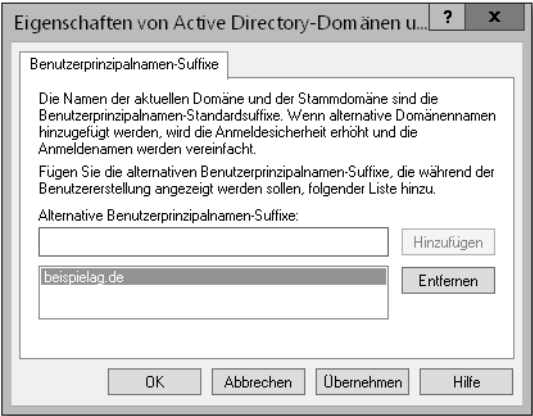 Eigenschaften von Active Directory-Domänen u... ? x
Benutzerprinzipalnamen-Suffixe
Die Namen der aktuellen Domäne und der Stammdomäne sind die
Benutzerprinzipalnamen-Standardsuffixe. Wenn alternative Domänennamen
hinzugefügt werden, wird die Anmeldesicherheit erhöht und die
Anmeldenamen werden vereinfacht.
Fügen Sie die alternativen Benutzerprinzipalnamen-Suffixe, die während der
Benutzererstellung angezeigt werden sollen, folgender Liste hinzu.
Alternative Benutzerprinzipalnamen-Suffixe:
Hinzufügen
beispielag.de
Entfernen
OK Abbrechen Übernehmen Hilfe